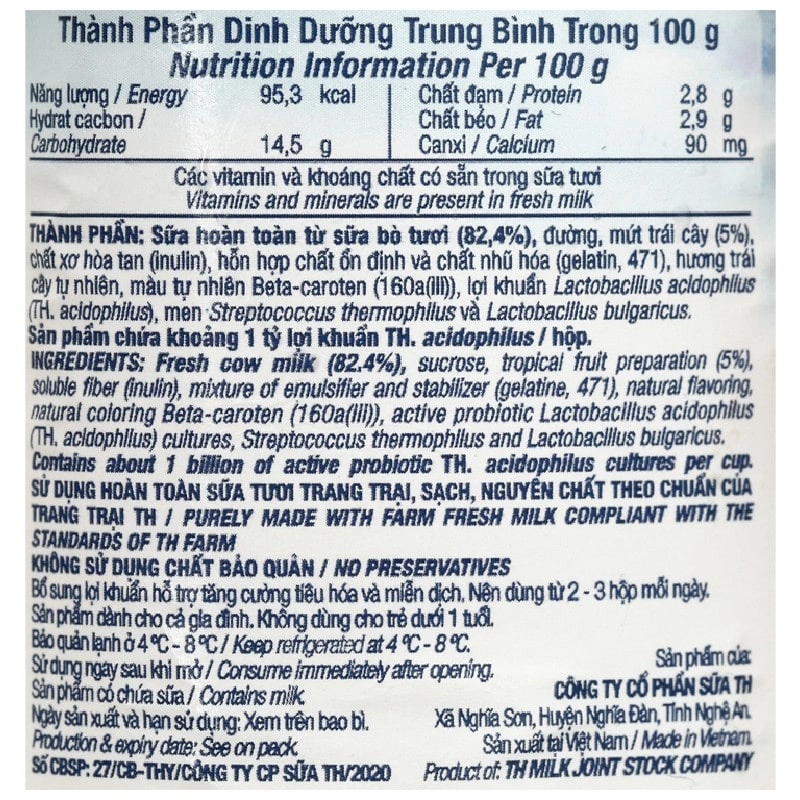 Thành Phần Dinh Dưỡng Trung Bình Trong 100 g
Nutrition Information Per 100 g
Năng lượng / Energy 95,3 kcal
Hydrat cacbon /
Carbohydrate 14,5 g
Chất đạm / Protein 2,8 g
Chất béo / Fat 2,9 g
Canxi / Calcium 90 mg
Các vitamin và khoáng chất có sẵn trong sữa tươi
Vitamins and minerals are present in fresh milk
THÀNH PHẦN: Sữa hoàn toàn từ sữa bò tươi (82,4%), đường, mứt trái cây (5%),
chất xơ hòa tan (inulin), hỗn hợp chất ổn định và chất nhũ hóa (gelatin, 471), hương trái
cây tự nhiên, màu tự nhiên Beta-caroten (160a(iii)), lợi khuẩn Lactobacillus acidophilus
(TH. acidophilus), men Streptococcus thermophilus và Lactobacillus bulgaricus.
Sản phẩm chứa khoảng 1 tỷ lợi khuẩn TH. acidophilus / hộp.
INGREDIENTS: Fresh cow milk (82.4%), sucrose, tropical fruit preparation (5%),
soluble fiber (inulin), mixture of emulsifier and stabilizer (gelatine, 471), natural flavoring,
natural coloring Beta-caroten (160a(iii)), active probiotic Lactobacillus acidophilus
(TH. acidophilus) cultures, Streptococcus thermophilus and Lactobacillus bulgaricus.
Contains about 1 billion of active probiotic TH. acidophilus cultures per cup.
SỬ DỤNG HOÀN TOÀN SỮA TƯƠI TRANG TRẠI, SẠCH, NGUYÊN CHẤT THEO CHUẨN CỦA
TRANG TRẠI TH / PURELY MADE WITH FARM FRESH MILK COMPLIANT WITH THE
STANDARDS OF TH FARM
KHÔNG SỬ DỤNG CHẤT BẢO QUẢN / NO PRESERVATIVES
Bổ sung lợi khuẩn hỗ trợ tăng cường tiêu hóa và miễn dịch. Nên dùng từ 2 - 3 hộp mỗi ngày.
Sản phẩm dành cho cả gia đình. Không dùng cho trẻ dưới 1 tuổi.
Bảo quản lạnh ở 4 °C - 8 °C / Keep refrigerated at 4 °C - 8 °C.
Sử dụng ngay sau khi mở / Consume immediately after opening.
Sản phẩm có chứa sữa / Contains milk.
Ngày sản xuất và hạn sử dụng: Xem trên bao bì.
Production & expiry date: See on pack.
Số CBSP: 27/CB-THY/CÔNG TY CP SỮA TH/2020
Sản phẩm của:
CÔNG TY CỔ PHẦN SỮA TH
Xã Nghĩa Sơn, Huyện Nghĩa Đàn, Tỉnh Nghệ An.
Sản xuất tại Việt Nam / Made in Vietnam.
Product of: TH MILK JOINT STOCK COMPANY